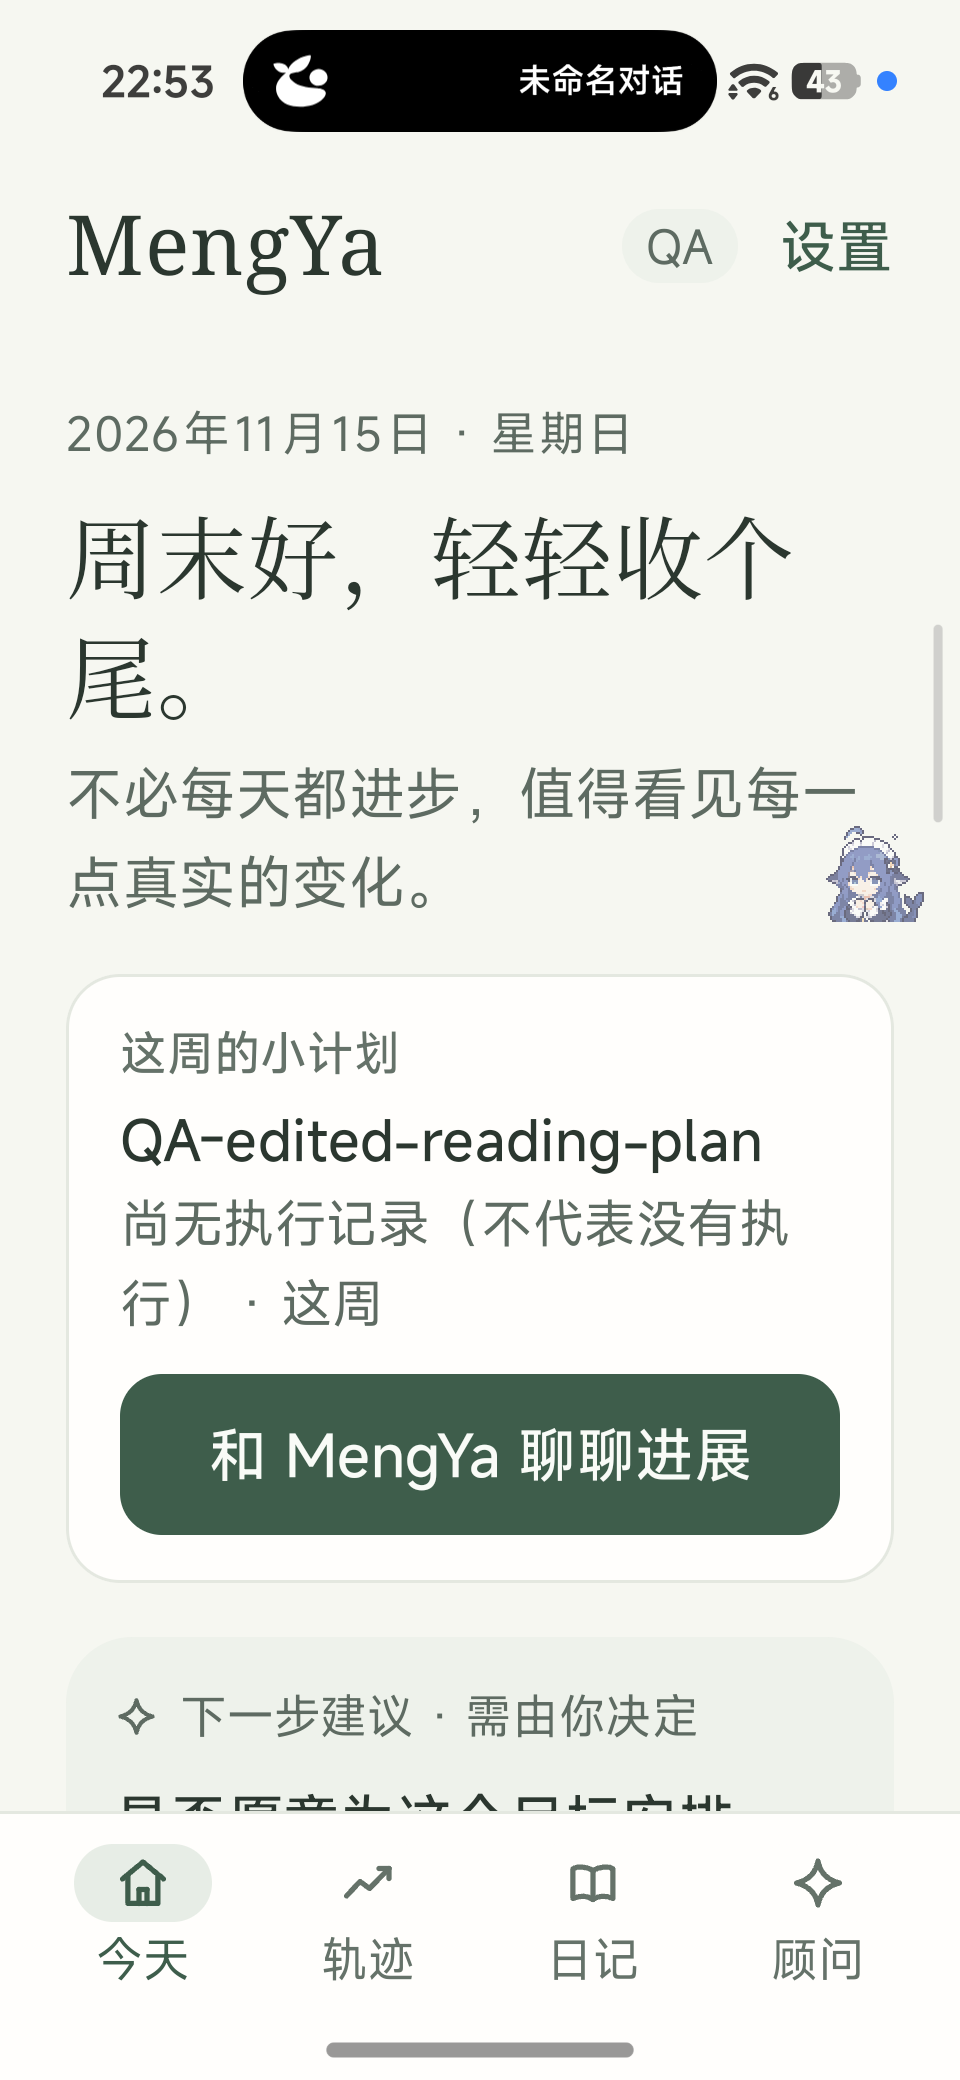 22:53
未命名对话
6
43
MengYa
QA
设置
2026年11月15日 · 星期日
周末好，轻轻收个
尾。
不必每天都进步，值得看见每一
点真实的变化。
这周的小计划
QA-edited-reading-plan
尚无执行记录（不代表没有执
行） · 这周
和 MengYa 聊聊进展
下一步建议 · 需由你决定
今天
轨迹
日记
顾问